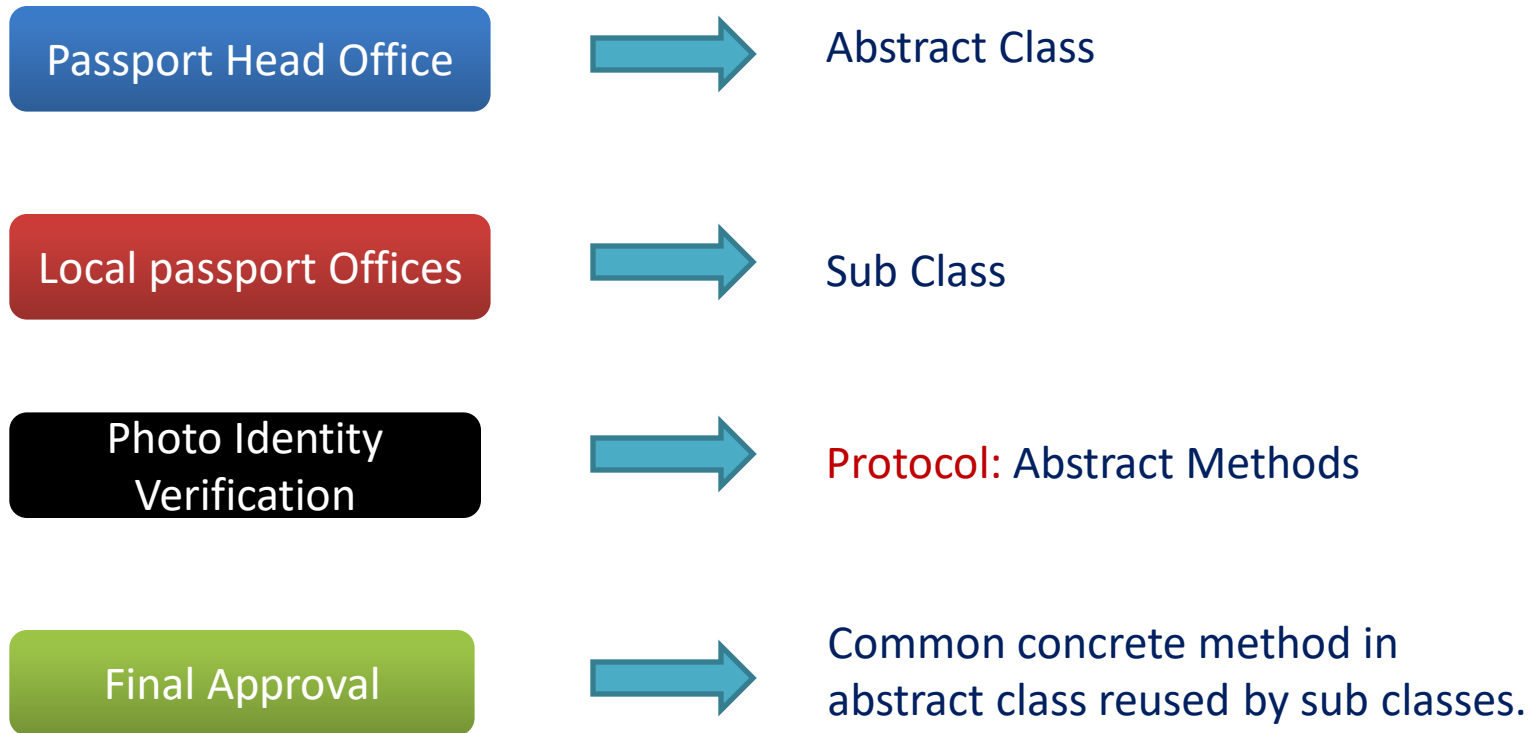 Passport Head Office
Abstract Class
Local passport Offices
Sub Class
Photo Identity
Verification
Protocol: Abstract Methods
Final Approval
Common concrete method in
abstract class reused by sub classes.